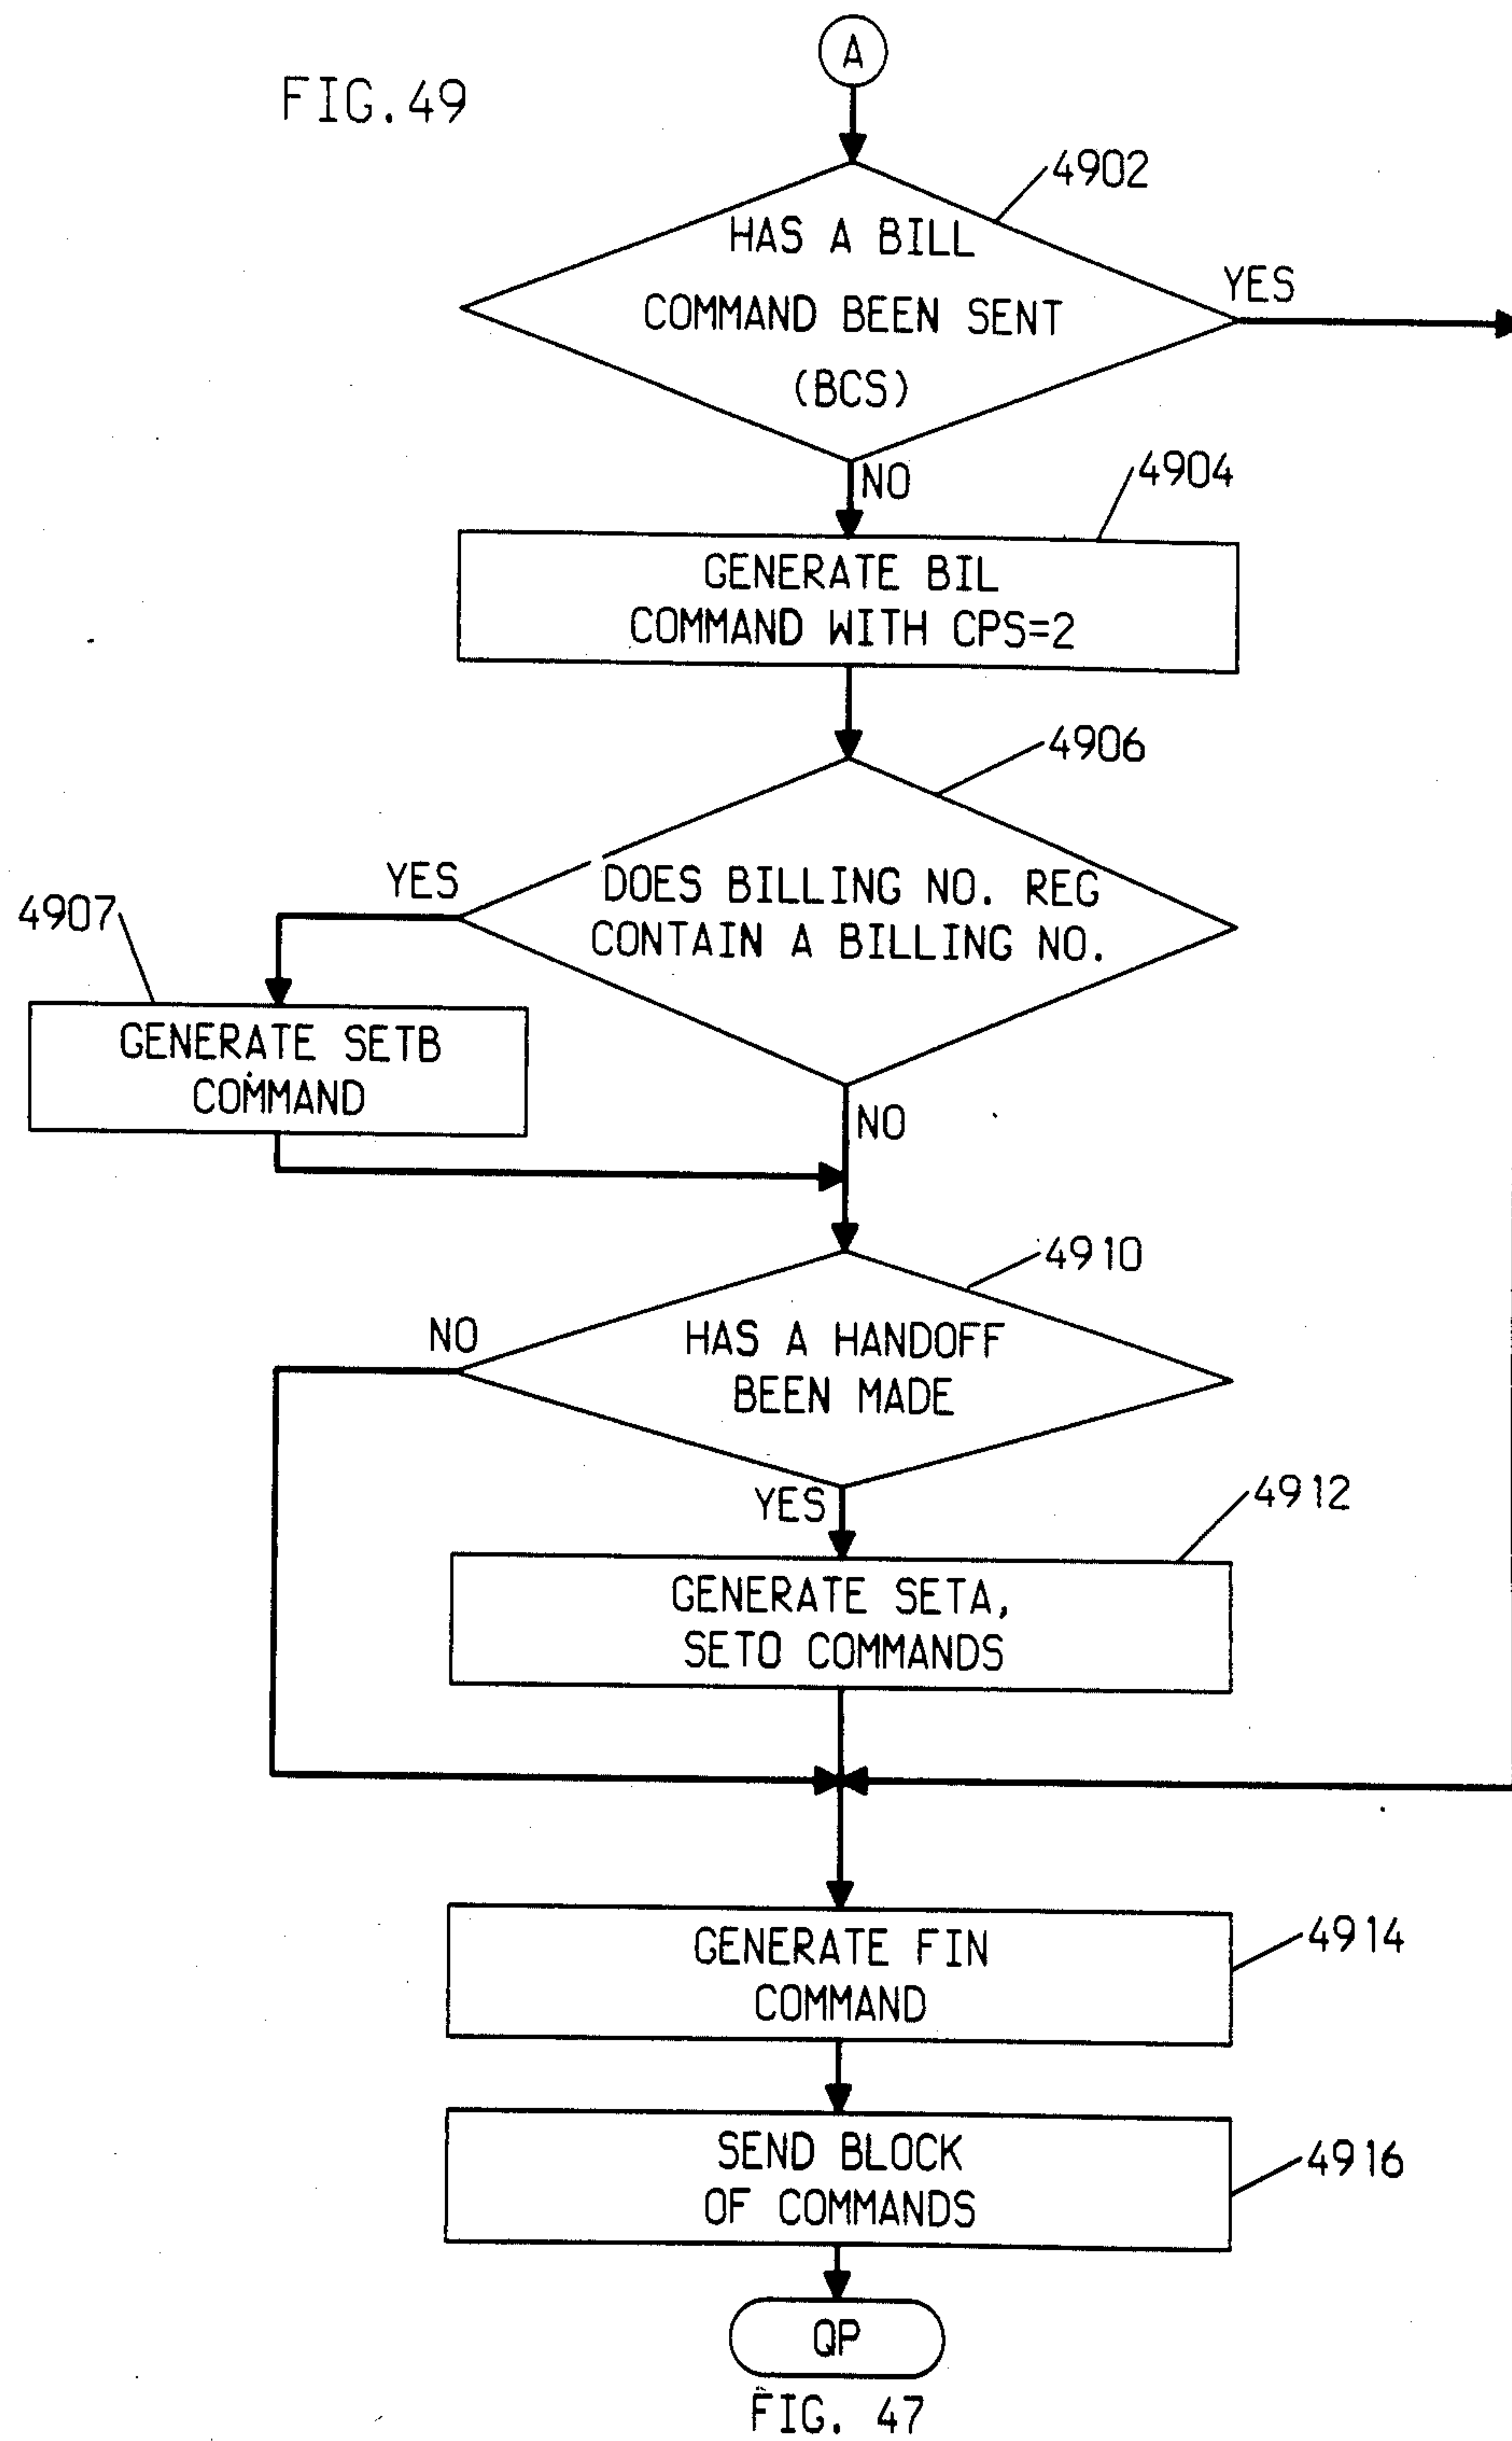 A
FIG.49
4902
HAS A BILL
COMMAND BEEN SENT
(BCS)
YES
NO
4904
GENERATE BIL
COMMAND WITH CPS=2
4906
DOES BILLING NO. REG
CONTAIN A BILLING NO.
YES
4907
GENERATE SETB
COMMAND
NO
4910
HAS A HANDOFF
BEEN MADE
NO
YES
4912
GENERATE SETA,
SETO COMMANDS
4914
GENERATE FIN
COMMAND
4916
SEND BLOCK
OF COMMANDS
QP
FIG. 47